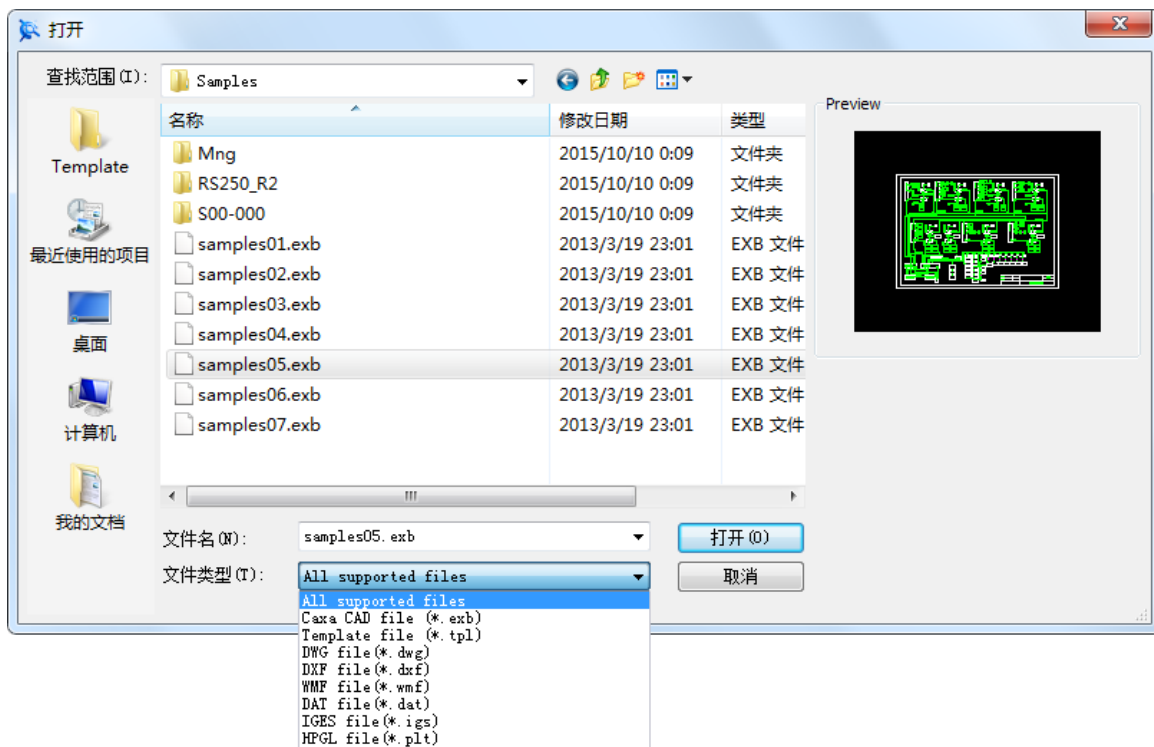 打开
查找范围(I):
Samples
Preview
名称 修改日期 类型
Mng 2015/10/10 0:09 文件夹
RS250_R2 2015/10/10 0:09 文件夹
S00-000 2015/10/10 0:09 文件夹
samples01.exb 2013/3/19 23:01 EXB 文件
samples02.exb 2013/3/19 23:01 EXB 文件
samples03.exb 2013/3/19 23:01 EXB 文件
samples04.exb 2013/3/19 23:01 EXB 文件
samples05.exb 2013/3/19 23:01 EXB 文件
samples06.exb 2013/3/19 23:01 EXB 文件
samples07.exb 2013/3/19 23:01 EXB 文件
Template
最近使用的项目
桌面
计算机
我的文档
文件名(N): samples05.exb 打开(O)
文件类型(T): All supported files 取消
All supported files
Caxa CAD file (*.exb)
Template file (*.tpl)
DWG file(*.dwg)
DXF file(*.dxf)
WMF file(*.wmf)
DAT file(*.dat)
IGES file(*.igs)
HPGL file(*.plt)